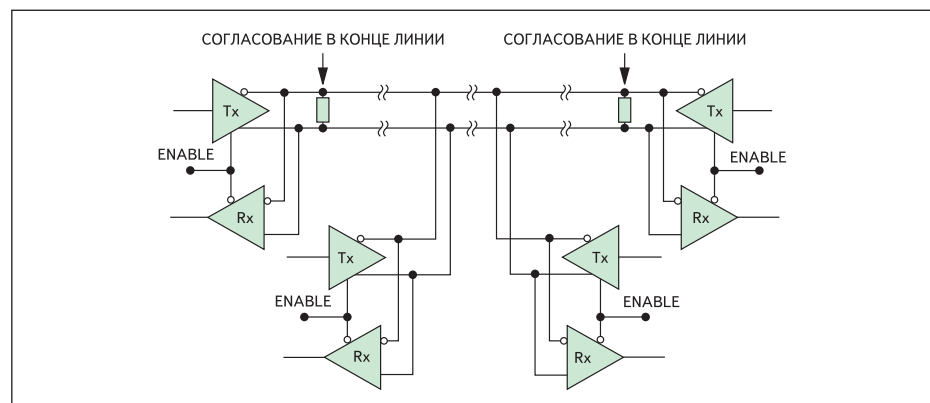 СОГЛАСОВАНИЕ В КОНЦЕ ЛИНИИ
СОГЛАСОВАНИЕ В КОНЦЕ ЛИНИИ
Tx
Tx
ENABLE
ENABLE
Rx
Rx
Tx
Tx
ENABLE
ENABLE
Rx
Rx